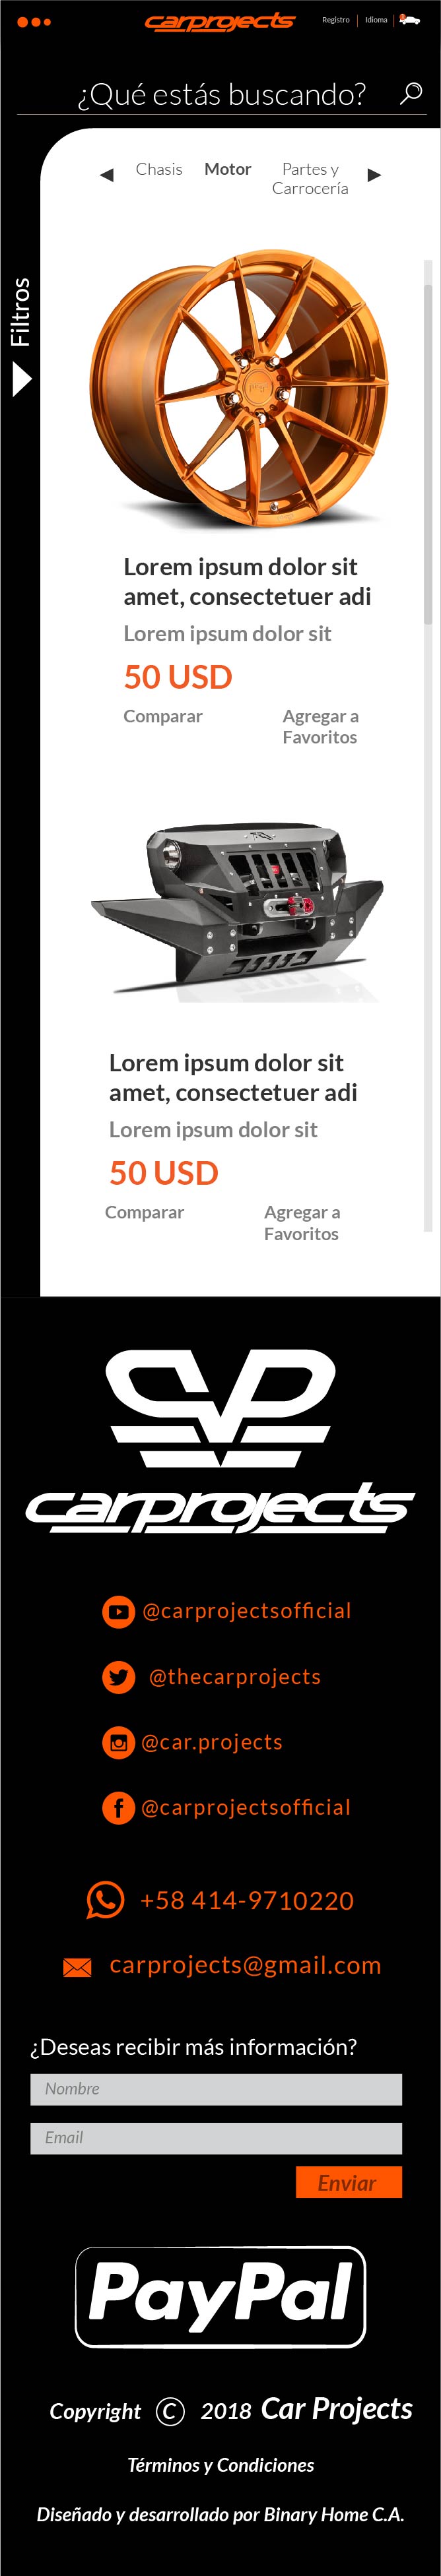 carprojects
Registro
Idioma
¿Qué estás buscando?
Chasis
Motor
Partes y
Carrocería
Filtros
Lorem ipsum dolor sit
amet, consectetuer adi
Lorem ipsum dolor sit
50 USD
Comparar
Agregar a
Favoritos
Lorem ipsum dolor sit
amet, consectetuer adi
Lorem ipsum dolor sit
50 USD
Comparar
Agregar a
Favoritos
carprojects
@carprojectsofficial
@thecarprojects
@car.projects
@carprojectsofficial
+58 414-9710220
carprojects@gmail.com
¿Deseas recibir más información?
Nombre
Email
Enviar
PayPal
Copyright © 2018 Car Projects
Términos y Condiciones
Diseñado y desarrollado por Binary Home C.A.